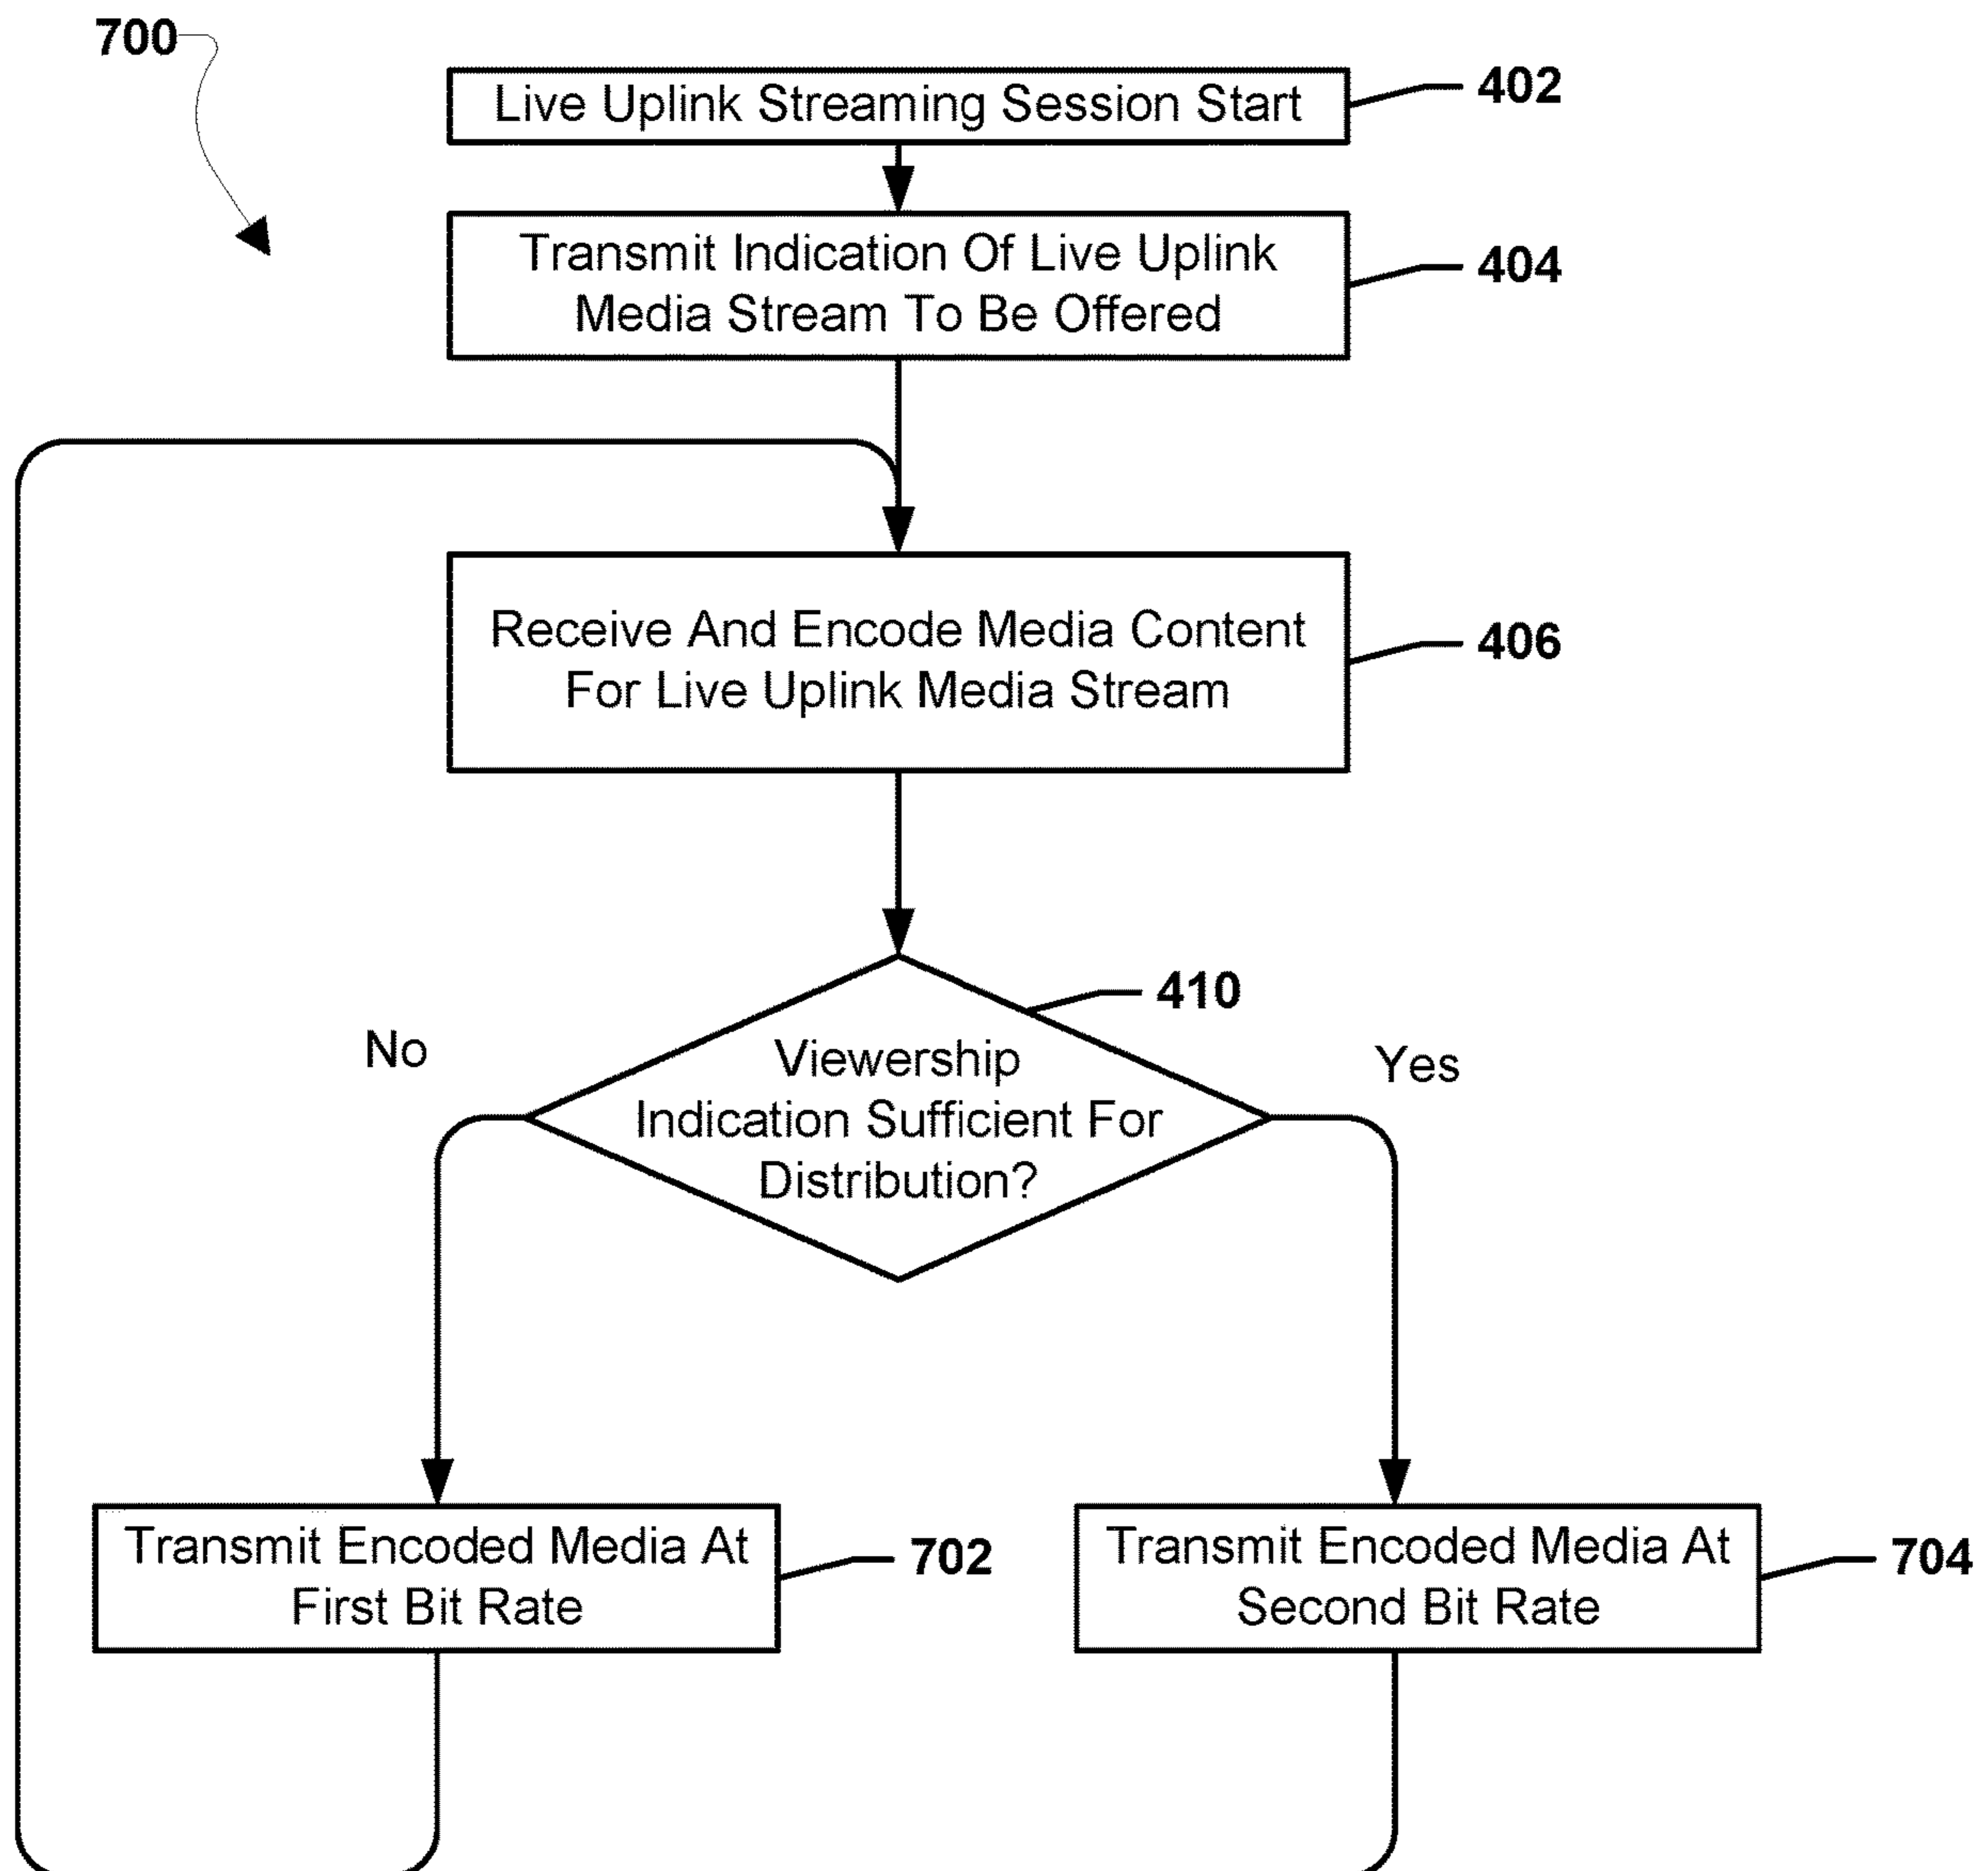 700
Live Uplink Streaming Session Start
402
Transmit Indication Of Live Uplink
Media Stream To Be Offered
404
Receive And Encode Media Content
For Live Uplink Media Stream
406
410
No
Yes
Viewership
Indication Sufficient For
Distribution?
Transmit Encoded Media At
First Bit Rate
702
Transmit Encoded Media At
Second Bit Rate
704